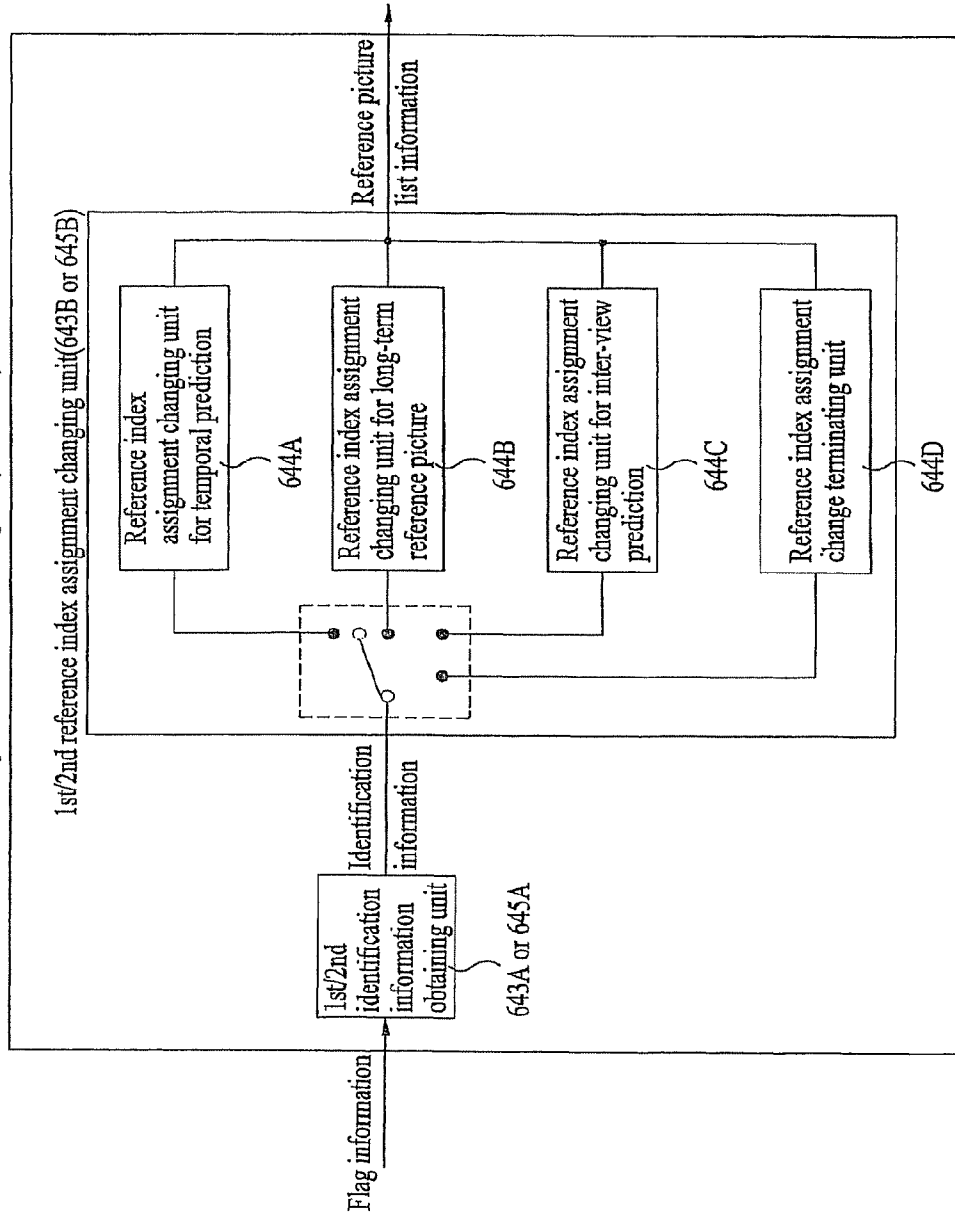 1st/2nd reference index assignment changing unit(643B or 645B)
Flag information
1st/2nd
identification
information
obtaining unit
643A or 645A
Identification
information
Reference index
assignment changing unit
for temporal prediction
644A
Reference index assignment
changing unit for long-term
reference picture
644B
Reference index assignment
changing unit for inter-view
prediction
644C
Reference index assignment
change terminating unit
644D
Reference picture
list information